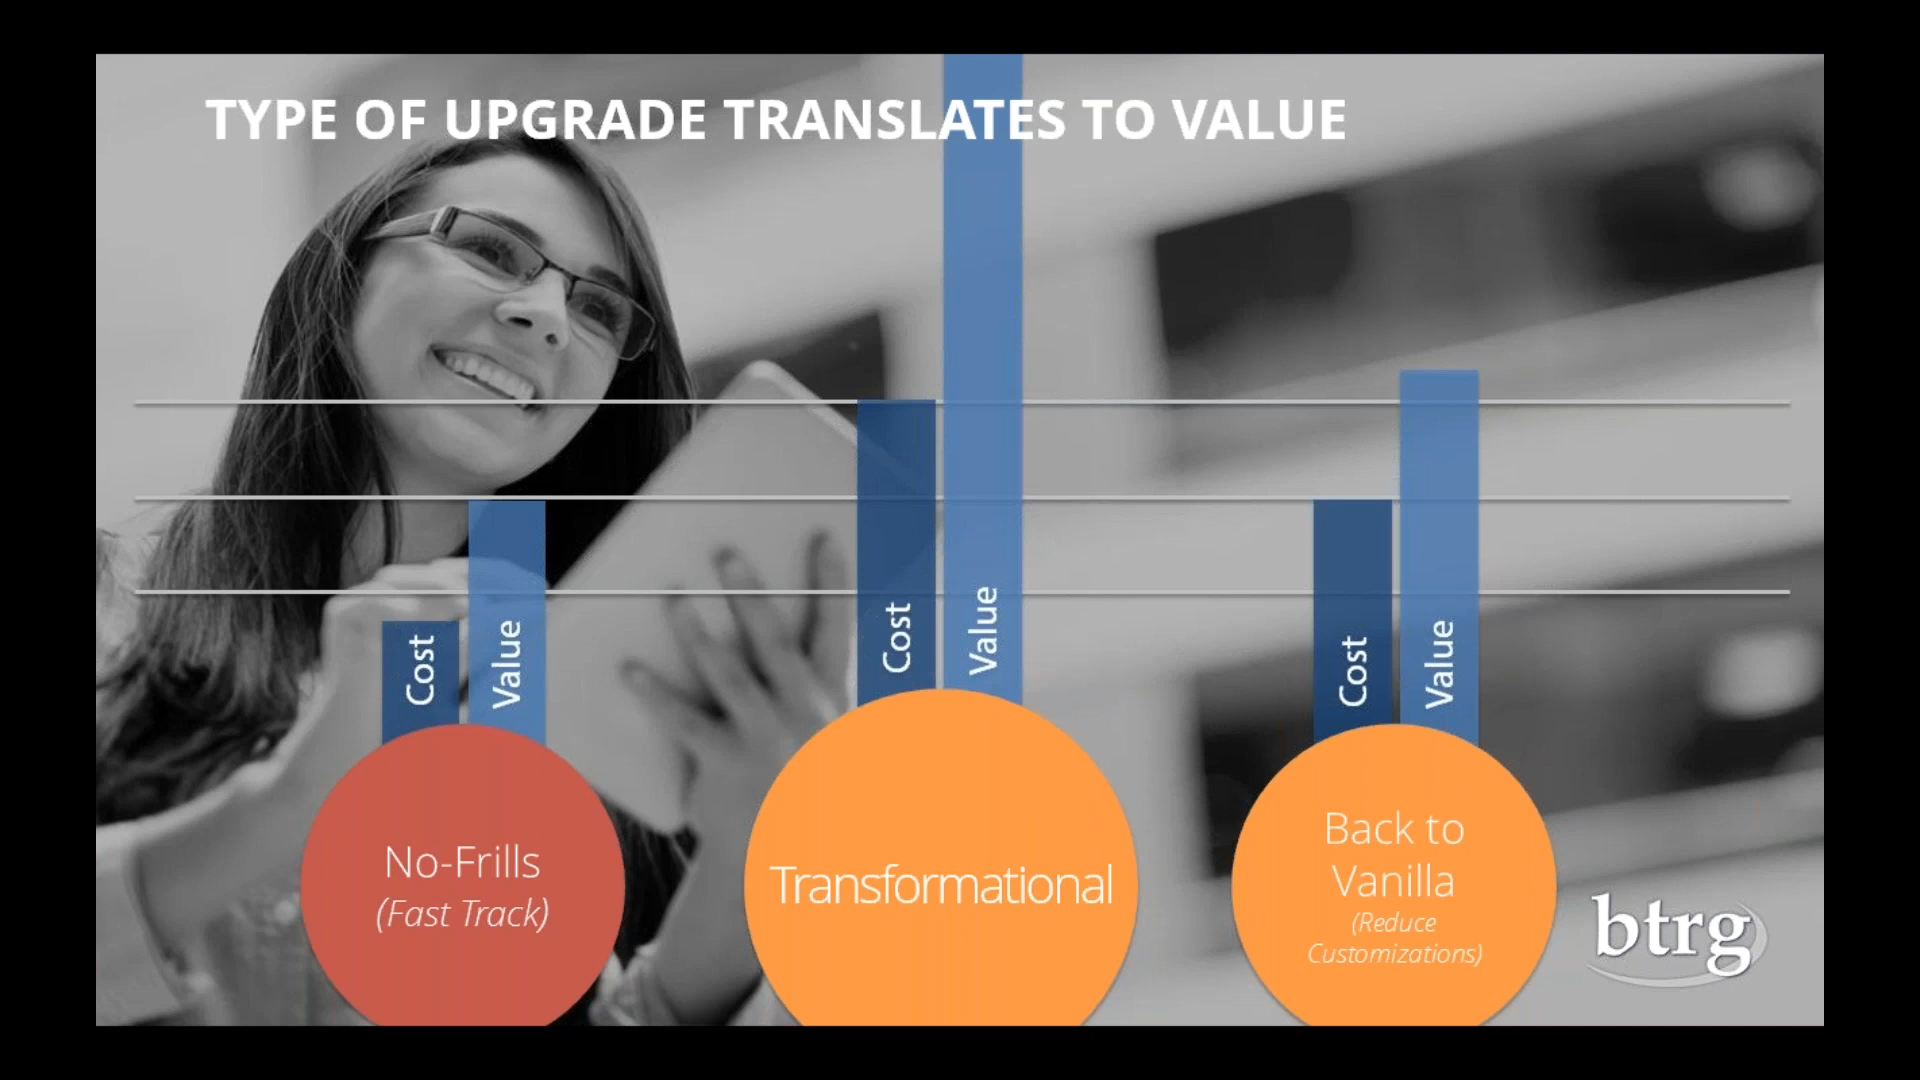 TYPE OF UPGRADE TRANSLATES TO VALUE
Cost
Value
Cost
Value
Cost
Value
No-Frills
(Fast Track)
Transformational
Back to
Vanilla
(Reduce
Customizations)
btrg